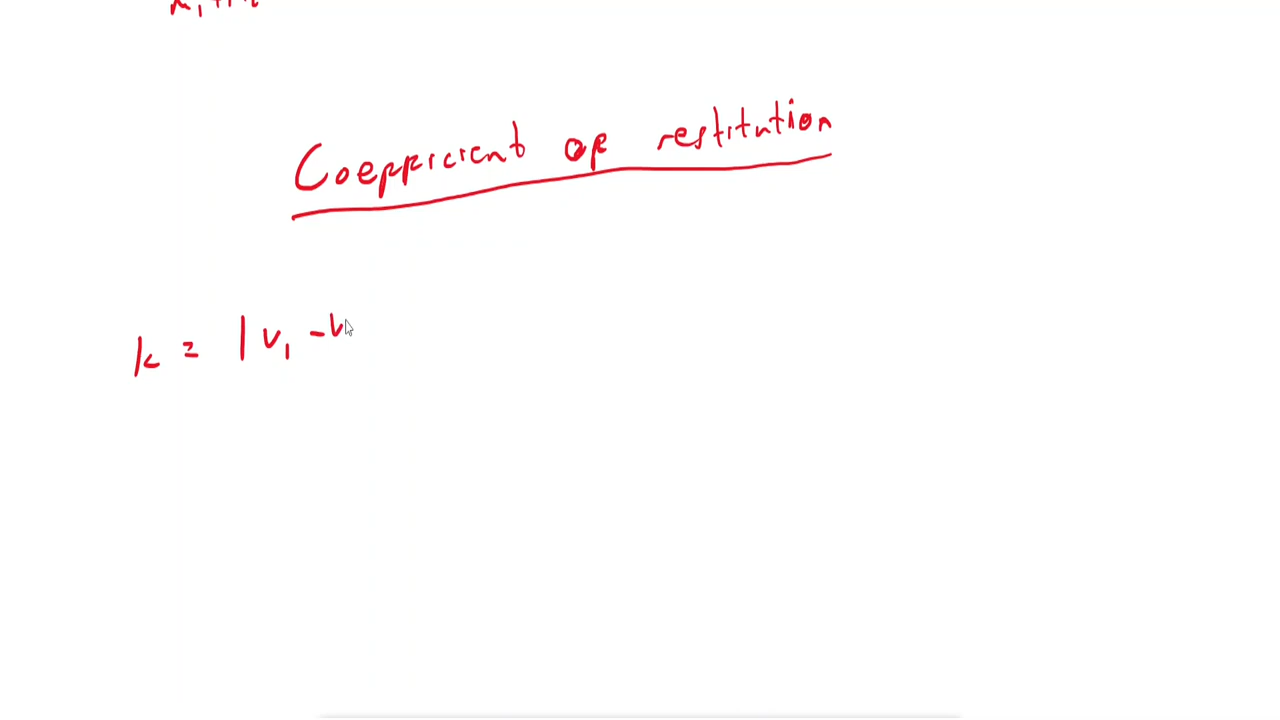 Coefficient of restitution
k = |v₁ -v